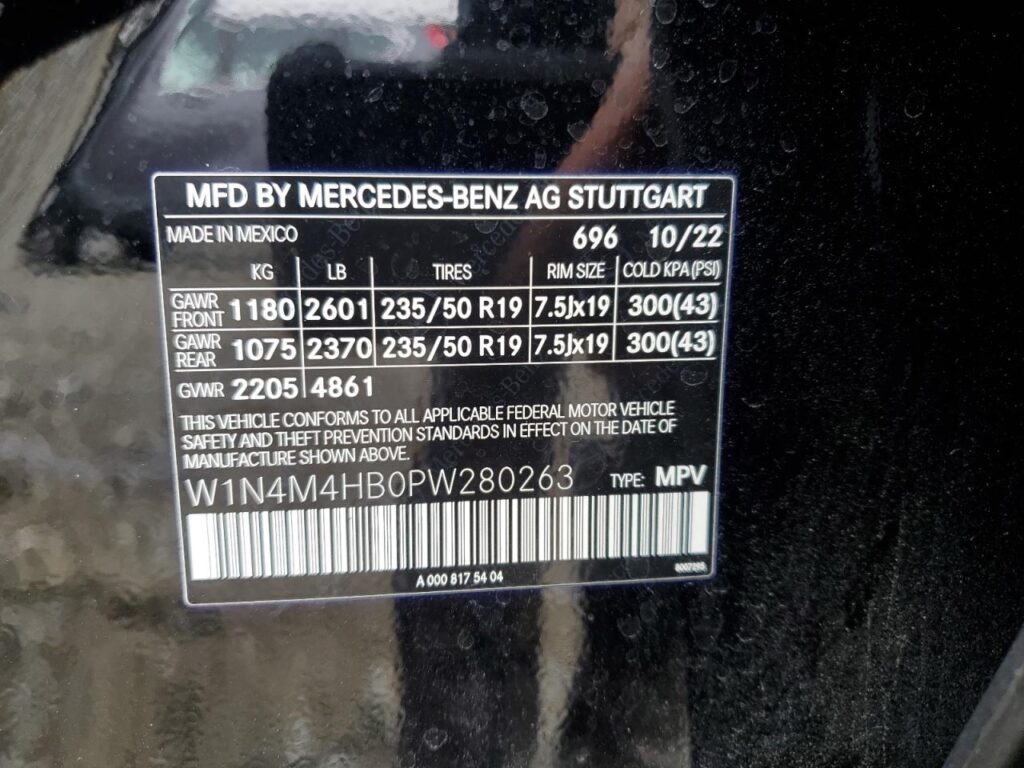 MFD BY MERCEDES-BENZ AG STUTTGART
MADE IN MEXICO 696 10/22
KG LB TIRES RIM SIZE COLD KPA (PSI)
GAWR FRONT 1180 2601 235/50 R19 7.5Jx19 300(43)
GAWR REAR 1075 2370 235/50 R19 7.5Jx19 300(43)
GVWR 2205 4861
THIS VEHICLE CONFORMS TO ALL APPLICABLE FEDERAL MOTOR VEHICLE
SAFETY AND THEFT PREVENTION STANDARDS IN EFFECT ON THE DATE OF
MANUFACTURE SHOWN ABOVE.
W1N4M4HB0PW280263 TYPE: MPV
A 000 817 54 04